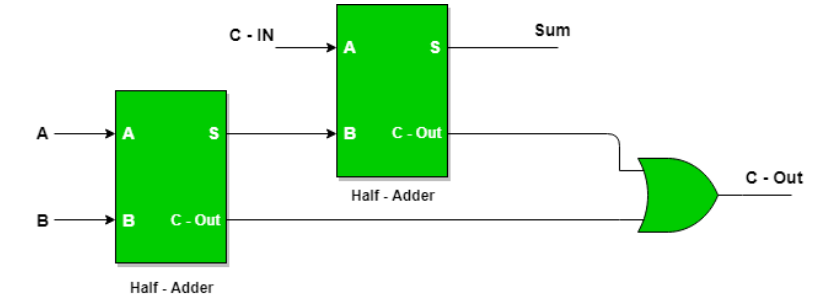 C - IN
A
S
Sum
B
C - Out
Half - Adder
A
A
S
B
B
C - Out
Half - Adder
C - Out